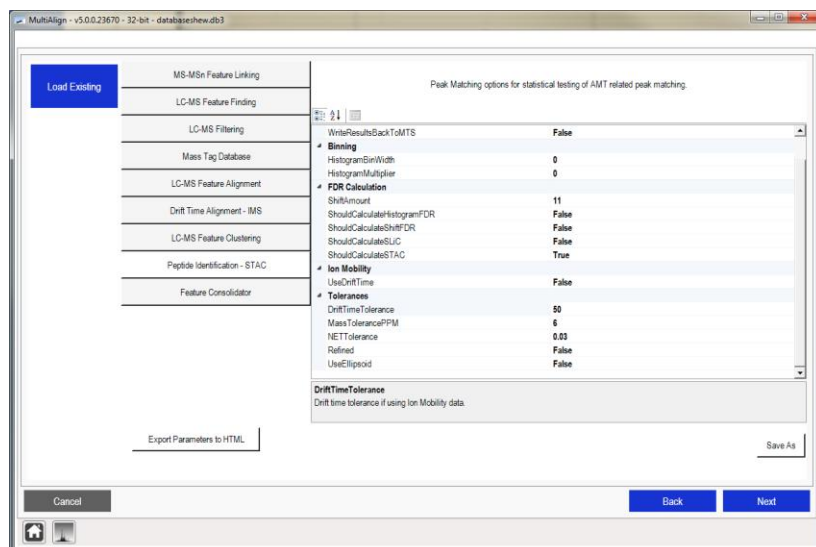 MultiAlign - v5.0.0.23670 - 32-bit - databaseshew.db3
Load Existing
MS-MSn Feature Linking
LC-MS Feature Finding
LC-MS Filtering
Mass Tag Database
LC-MS Feature Alignment
Drift Time Alignment - IMS
LC-MS Feature Clustering
Peptide Identification - STAC
Feature Consolidator
Export Parameters to HTML
Peak Matching options for statistical testing of AMT related peak matching.
WriteResultsBackToMTS False
Binning
HistogramBinWidth 0
HistogramMultiplier 0
FDR Calculation
ShiftAmount 11
ShouldCalculateHistogramFDR False
ShouldCalculateShiftFDR False
ShouldCalculateSLiC False
ShouldCalculateSTAC True
Ion Mobility
UseDriftTime False
Tolerances
DriftTimeTolerance 50
MassTolerancePPM 6
NETTolerance 0.03
Refined False
UseEllipsoid False
DriftTimeTolerance
Drift time tolerance if using Ion Mobility data.
Save As
Cancel
Back
Next